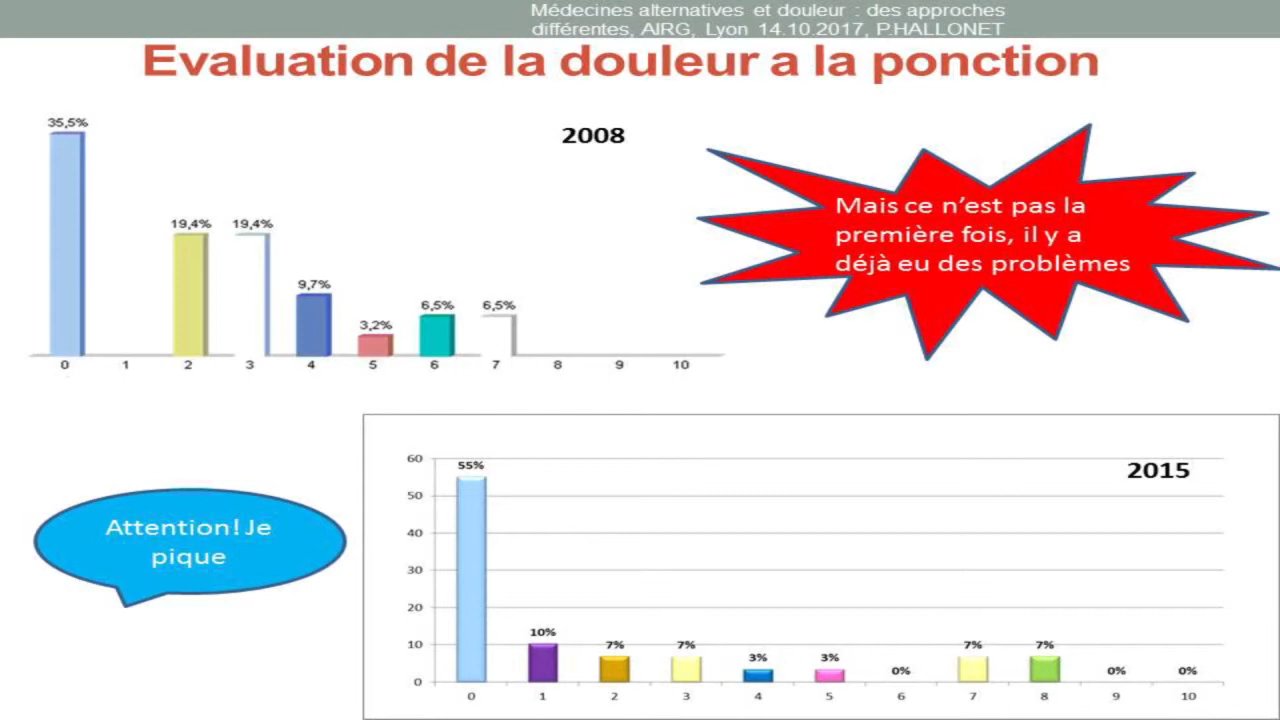 Médecines alternatives et douleur : des approches
différentes, AIRG, Lyon 14.10.2017, P.HALLONET
Evaluation de la douleur a la ponction
2008
35,5%
19,4% 19,4%
9,7%
3,2%
6,5% 6,5%
0 1 2 3 4 5 6 7 8 9 10
Mais ce n'est pas la
première fois, il y a
déjà eu des problèmes
Attention! Je
pique
2015
60
50
40
30
20
10
0
55%
10%
7% 7%
3% 3%
0%
7% 7%
0% 0%
0 1 2 3 4 5 6 7 8 9 10